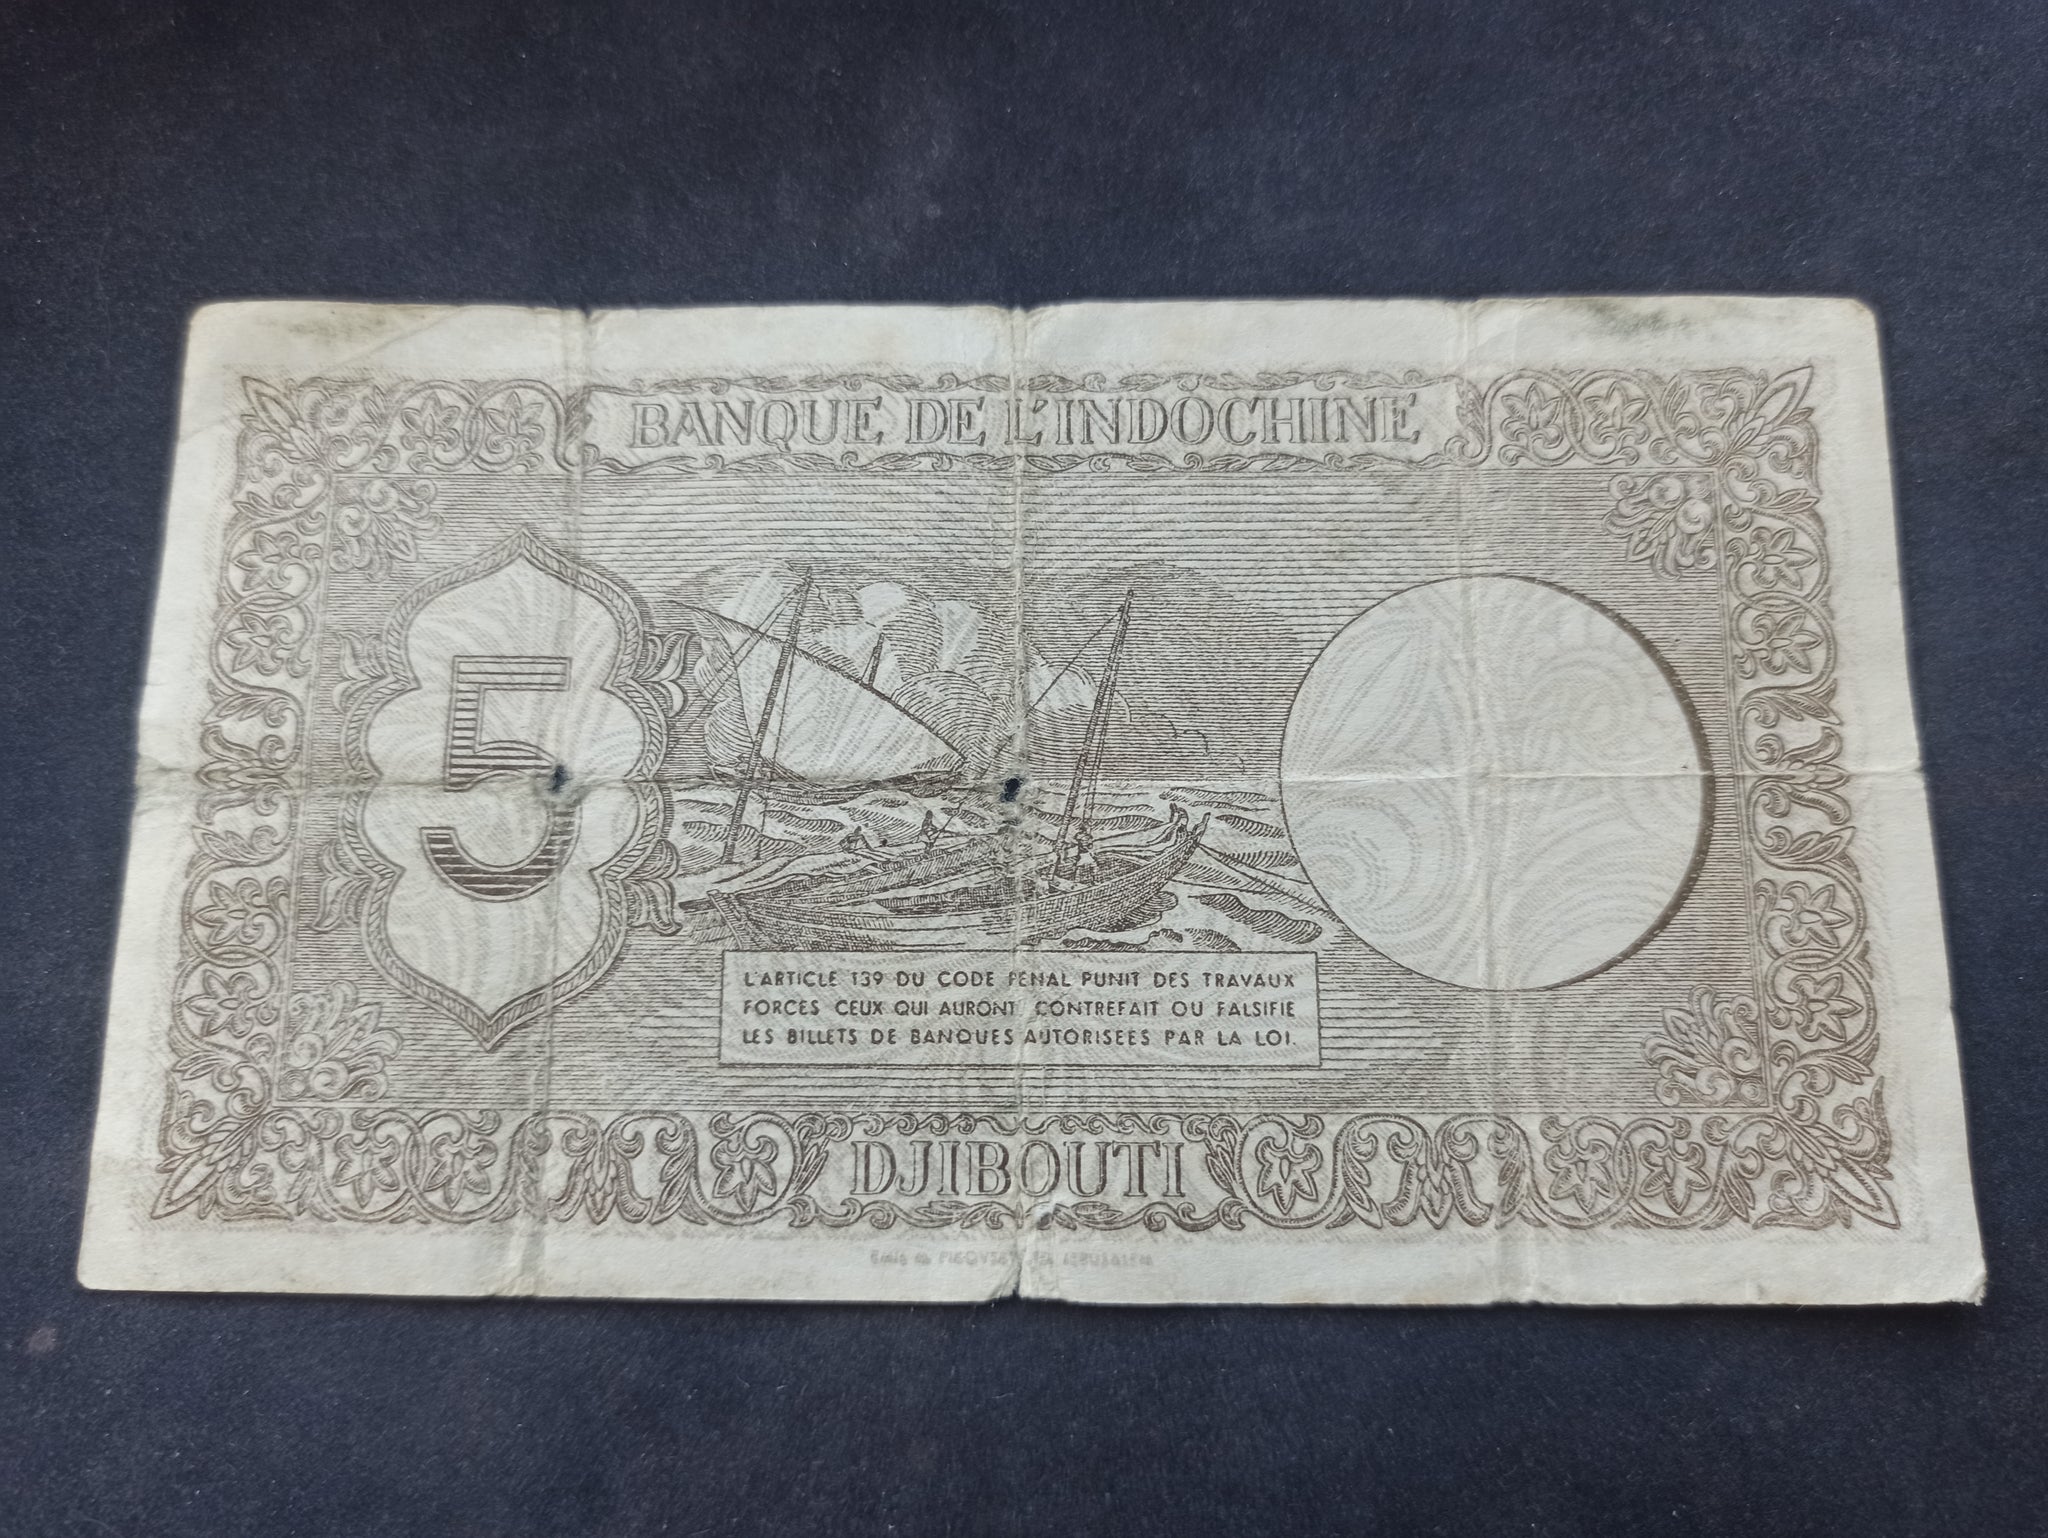 BANQUE DE L'INDOCHINE
5
L'ARTICLE 139 DU CODE PENAL PUNIT DES TRAVAUX
FORCES CEUX QUI AURONT CONTREFAIT OU FALSIFIE
LES BILLETS DE BANQUES AUTORISEES PAR LA LOI.
DJIBOUTI